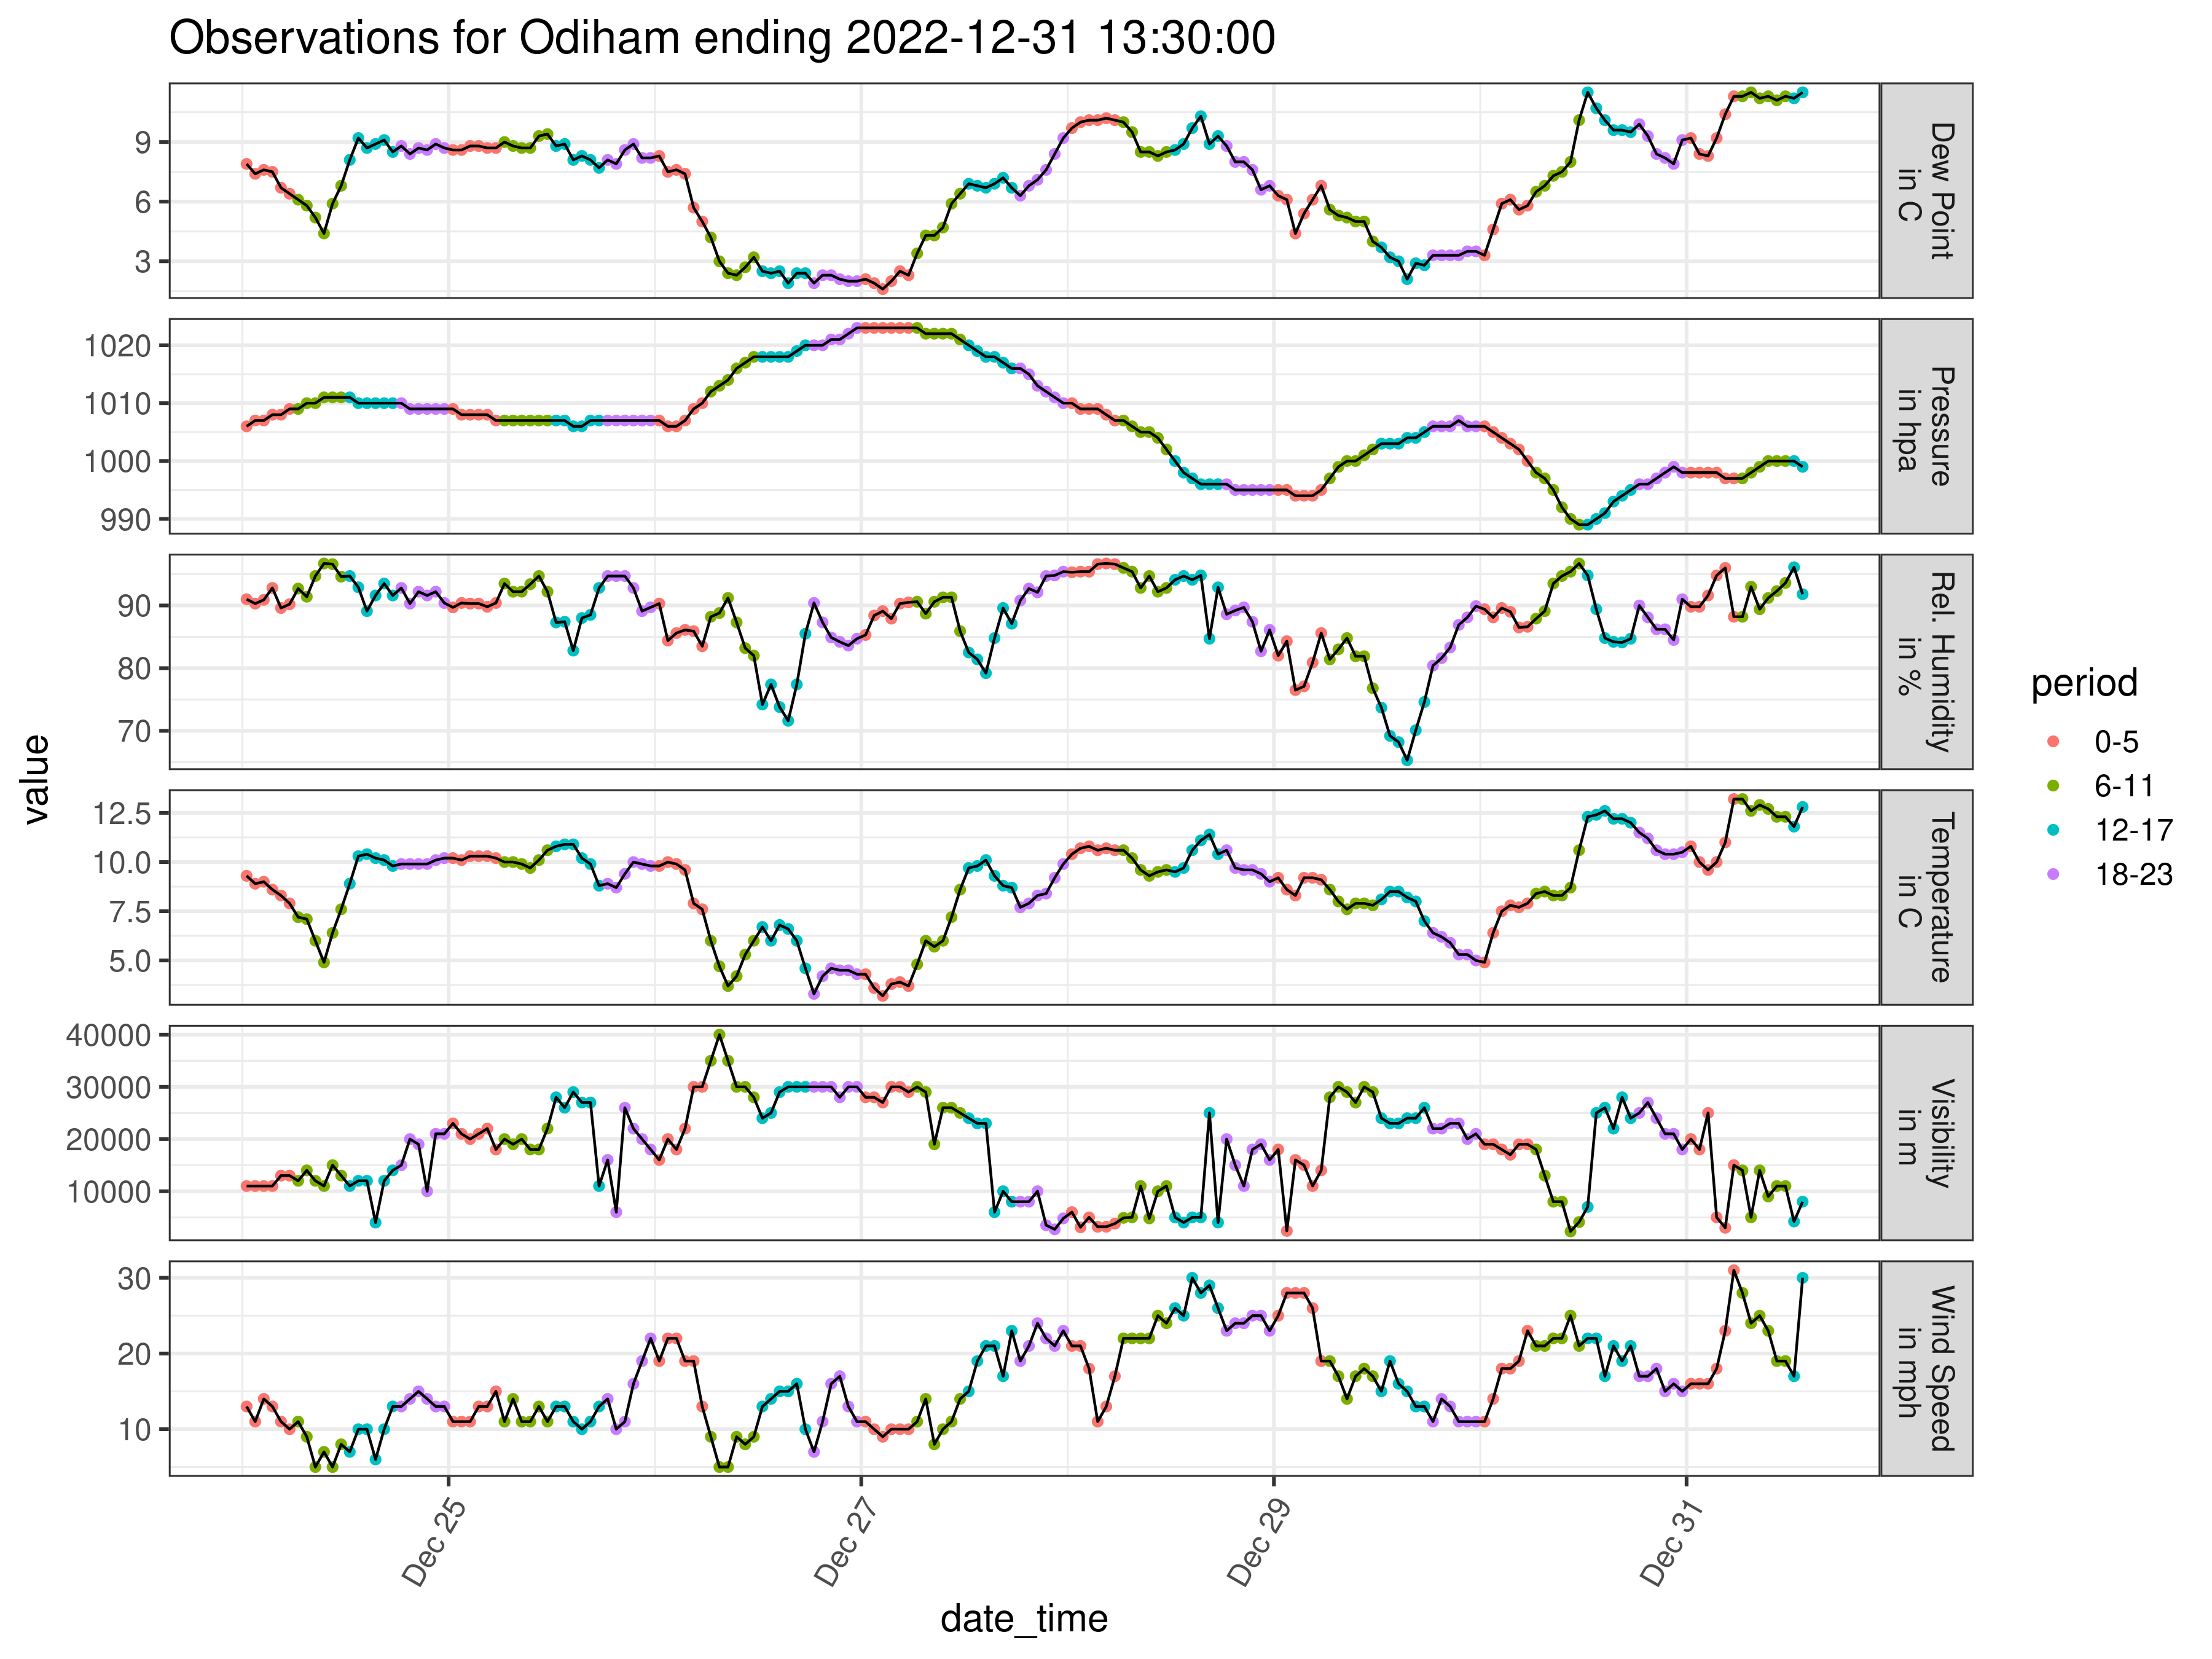 Observations for Odiham ending 2022-12-31 13:30:00
value
9
6
3
Dew Point
in C
1020
1010
1000
990
Pressure
in hpa
90
80
70
Rel. Humidity
in %
12.5
10.0
7.5
5.0
Temperature
in C
40000
30000
20000
10000
Visibility
in m
30
20
10
Wind Speed
in mph
Dec 25
Dec 27
Dec 29
Dec 31
date_time
period
0-5
6-11
12-17
18-23